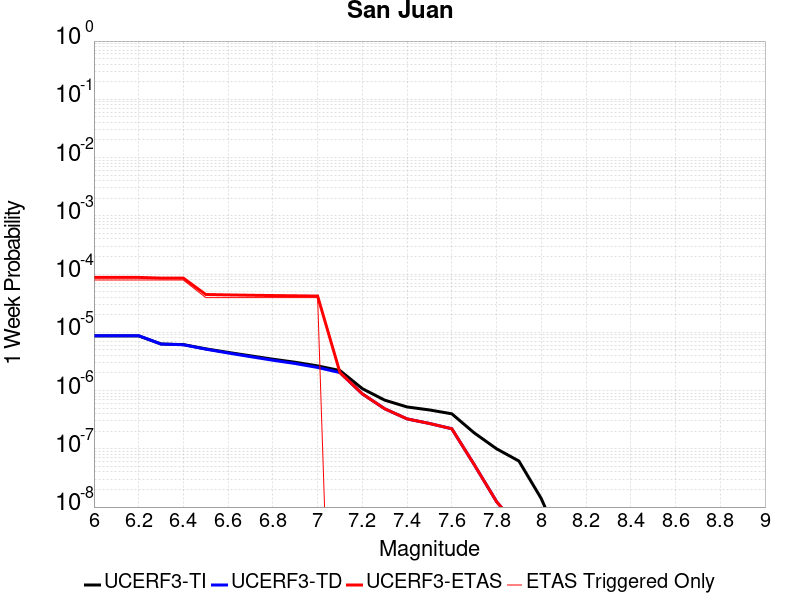 San Juan
10^0
10^-1
10^-2
10^-3
10^-4
10^-5
10^-6
10^-7
10^-8
1 Week Probability
6 6.2 6.4 6.6 6.8 7 7.2 7.4 7.6 7.8 8 8.2 8.4 8.6 8.8 9
Magnitude
UCERF3-TI UCERF3-TD UCERF3-ETAS ETAS Triggered Only